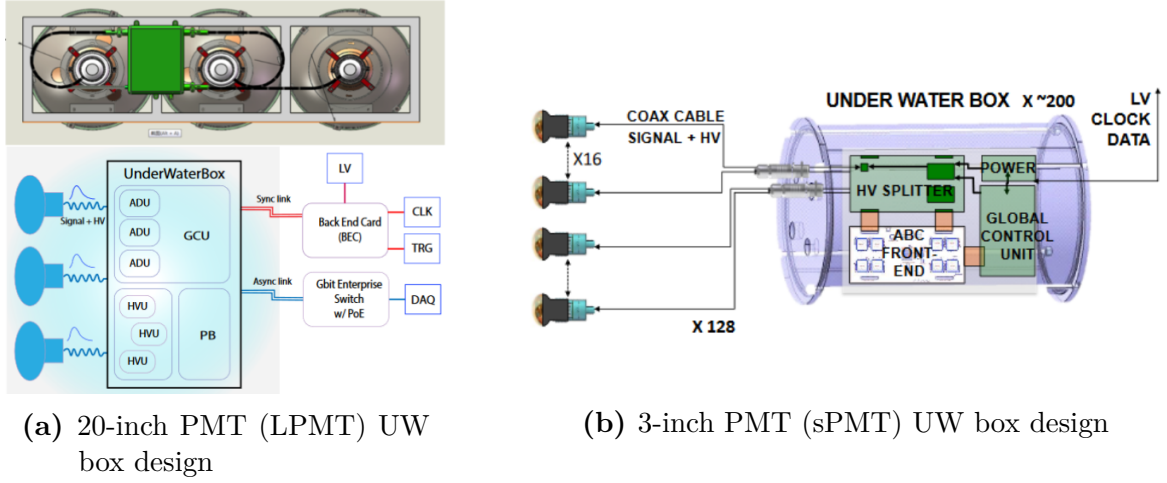 UnderWaterBox
ADU
ADU
ADU
GCU
HVU
HVU
HVU
PB
Signal + HV
Sync link
Async link
LV
Back End Card
(BEC)
CLK
TRG
Gbit Enterprise
Switch
w/ PoE
DAQ
(a) 20-inch PMT (LPMT) UW
box design
UNDER WATER BOX X ~200
LV
CLOCK
DATA
COAX CABLE
SIGNAL + HV
X16
X 128
POWER
HV SPLITTER
GLOBAL
CONTROL
UNIT
ABC
FRONT-
END
(b) 3-inch PMT (sPMT) UW box design